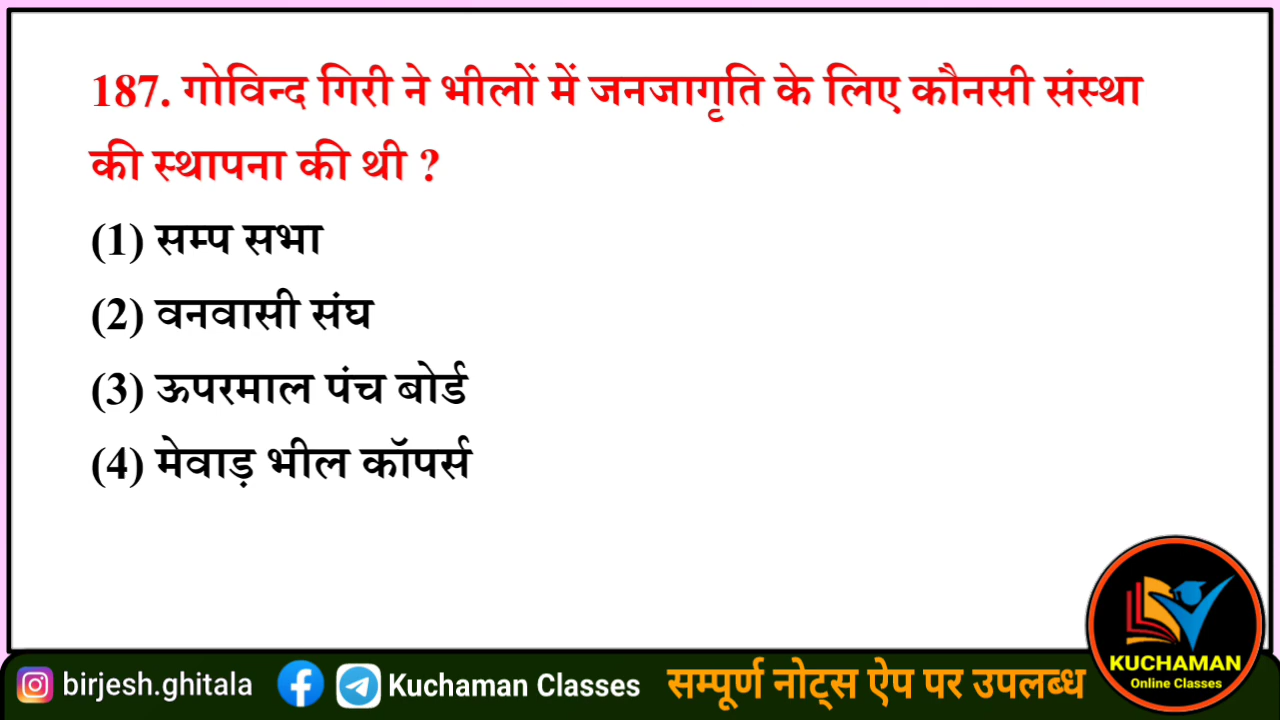 187. गोविन्द गिरी ने भीलों में जनजागृति के लिए कौनसी संस्था
की स्थापना की थी ?
(1) सम्प सभा
(2) वनवासी संघ
(3) ऊपरमाल पंच बोर्ड
(4) मेवाड़ भील कॉपर्स
birjesh.ghitala
Kuchaman Classes
सम्पूर्ण नोट्स ऐप पर उपलब्ध
KUCHAMAN
Online Classes